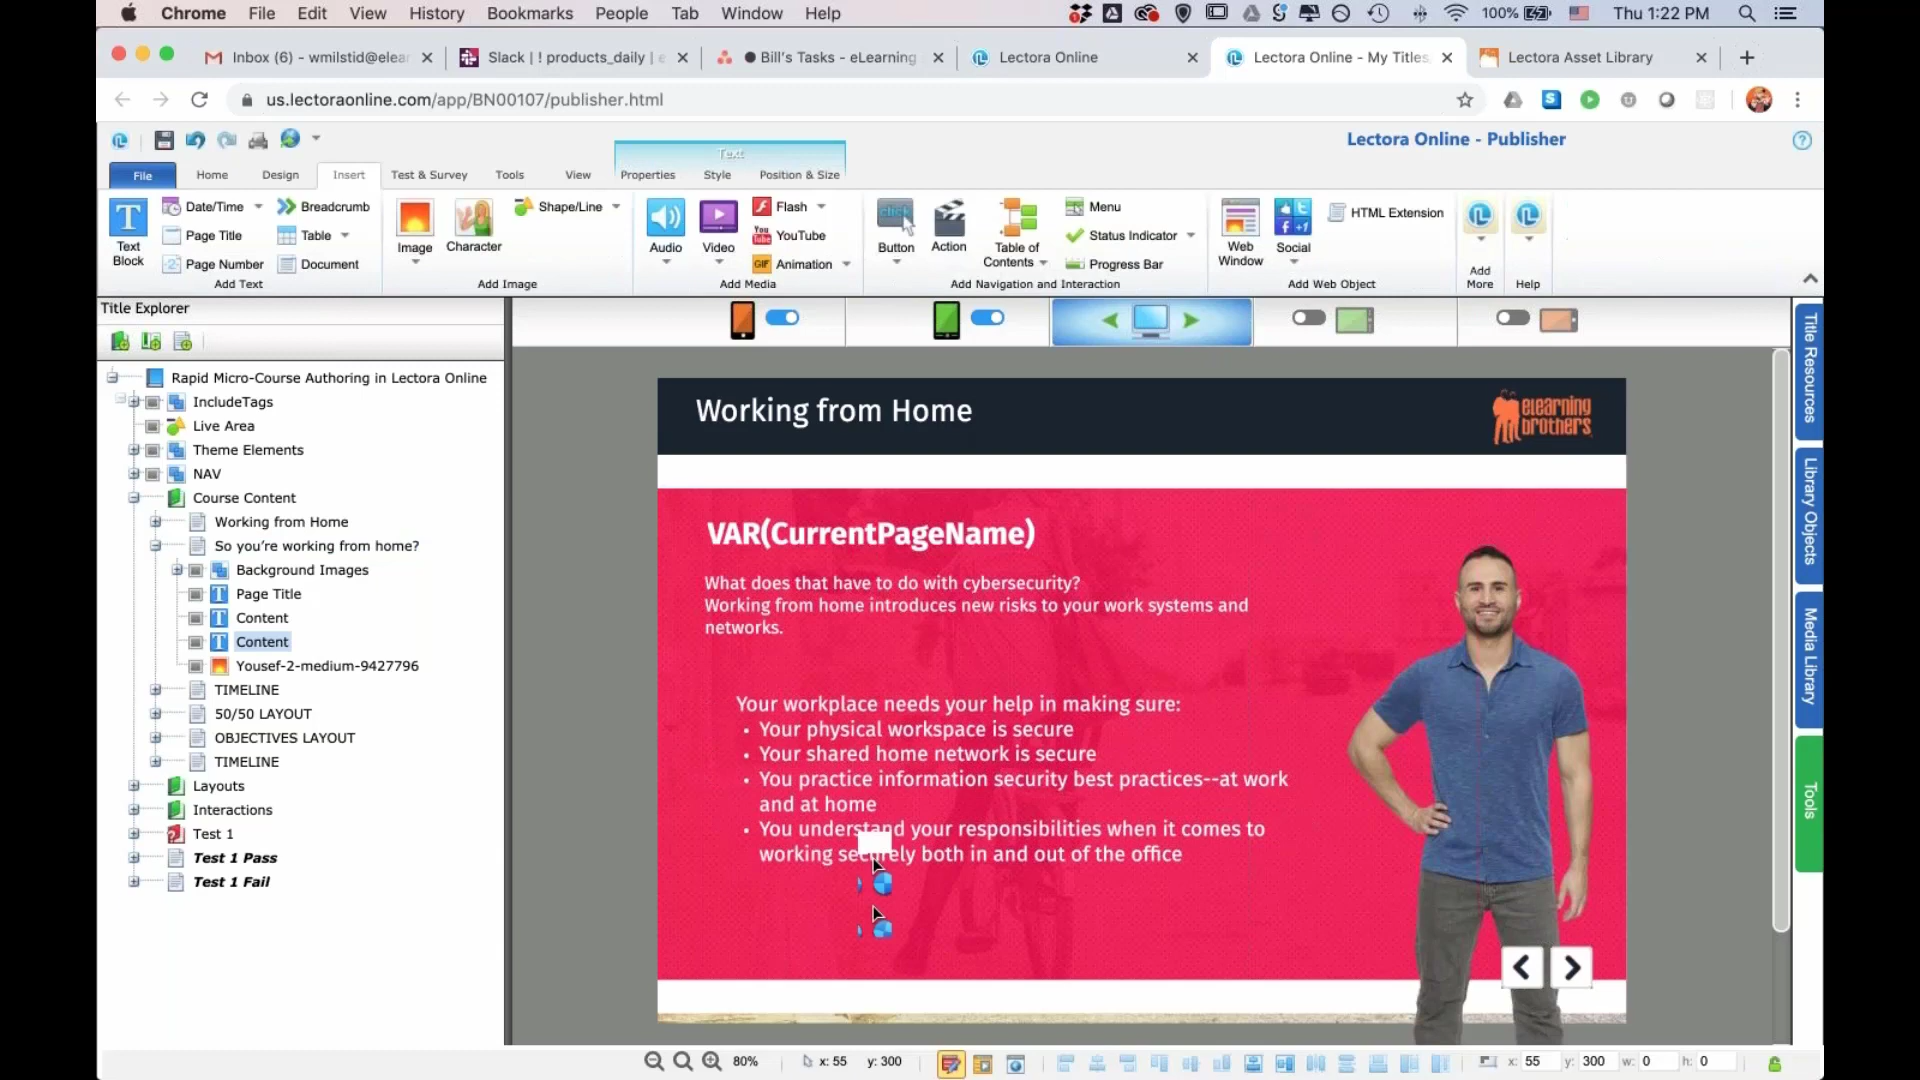 Chrome File Edit View History Bookmarks People Tab Window Help 100% Thu 1:22 PM
Inbox (6) - wmilstid@elear
Slack | ! products_daily | e
Bill's Tasks - eLearning
Lectora Online
Lectora Online - My Titles,
Lectora Asset Library
us.lectoraonline.com/app/BN00107/publisher.html
Lectora Online - Publisher
Text
File Home Design Insert Test & Survey Tools View Properties Style Position & Size
Text Block
Date/Time
Page Title
Page Number
Breadcrumb
Table
Document
Add Text
Image
Character
Shape/Line
Add Image
Audio
Video
Flash
YouTube
Animation
Add Media
click
Button
Action
Table of Contents
Menu
Status Indicator
Progress Bar
Add Navigation and Interaction
Web Window
Social
HTML Extension
Add Web Object
Add More
Help
Title Explorer
Rapid Micro-Course Authoring in Lectora Online
IncludeTags
Live Area
Theme Elements
NAV
Course Content
Working from Home
So you're working from home?
Background Images
Page Title
Content
Content
Yousef-2-medium-9427796
TIMELINE
50/50 LAYOUT
OBJECTIVES LAYOUT
TIMELINE
Layouts
Interactions
Test 1
Test 1 Pass
Test 1 Fail
Working from Home
eLearning brothers
VAR(CurrentPageName)
What does that have to do with cybersecurity?
Working from home introduces new risks to your work systems and
networks.
Your workplace needs your help in making sure:
• Your physical workspace is secure
• Your shared home network is secure
• You practice information security best practices--at work
and at home
• You understand your responsibilities when it comes to
working securely both in and out of the office
Title Resources
Library Objects
Media Library
Tools
80% x: 55 y: 300 x: 55 y: 300 w: 0 h: 0